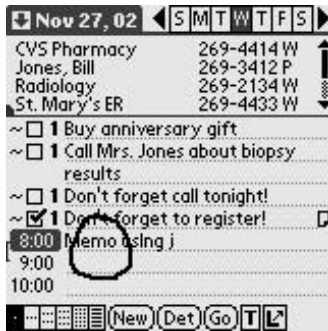 Nov 27, 02 S M T W T F S
CVS Pharmacy 269-4414 W
Jones, Bill 269-3412 P
Radiology 269-2134 W
St. Mary's ER 269-4433 W
~ 1 Buy anniversary gift
~ 1 Call Mrs. Jones about biopsy
results
~ 1 Don't forget call tonight!
~ 1 Don't forget to register!
8:00 Memo using j
9:00
10:00
New Det Go T